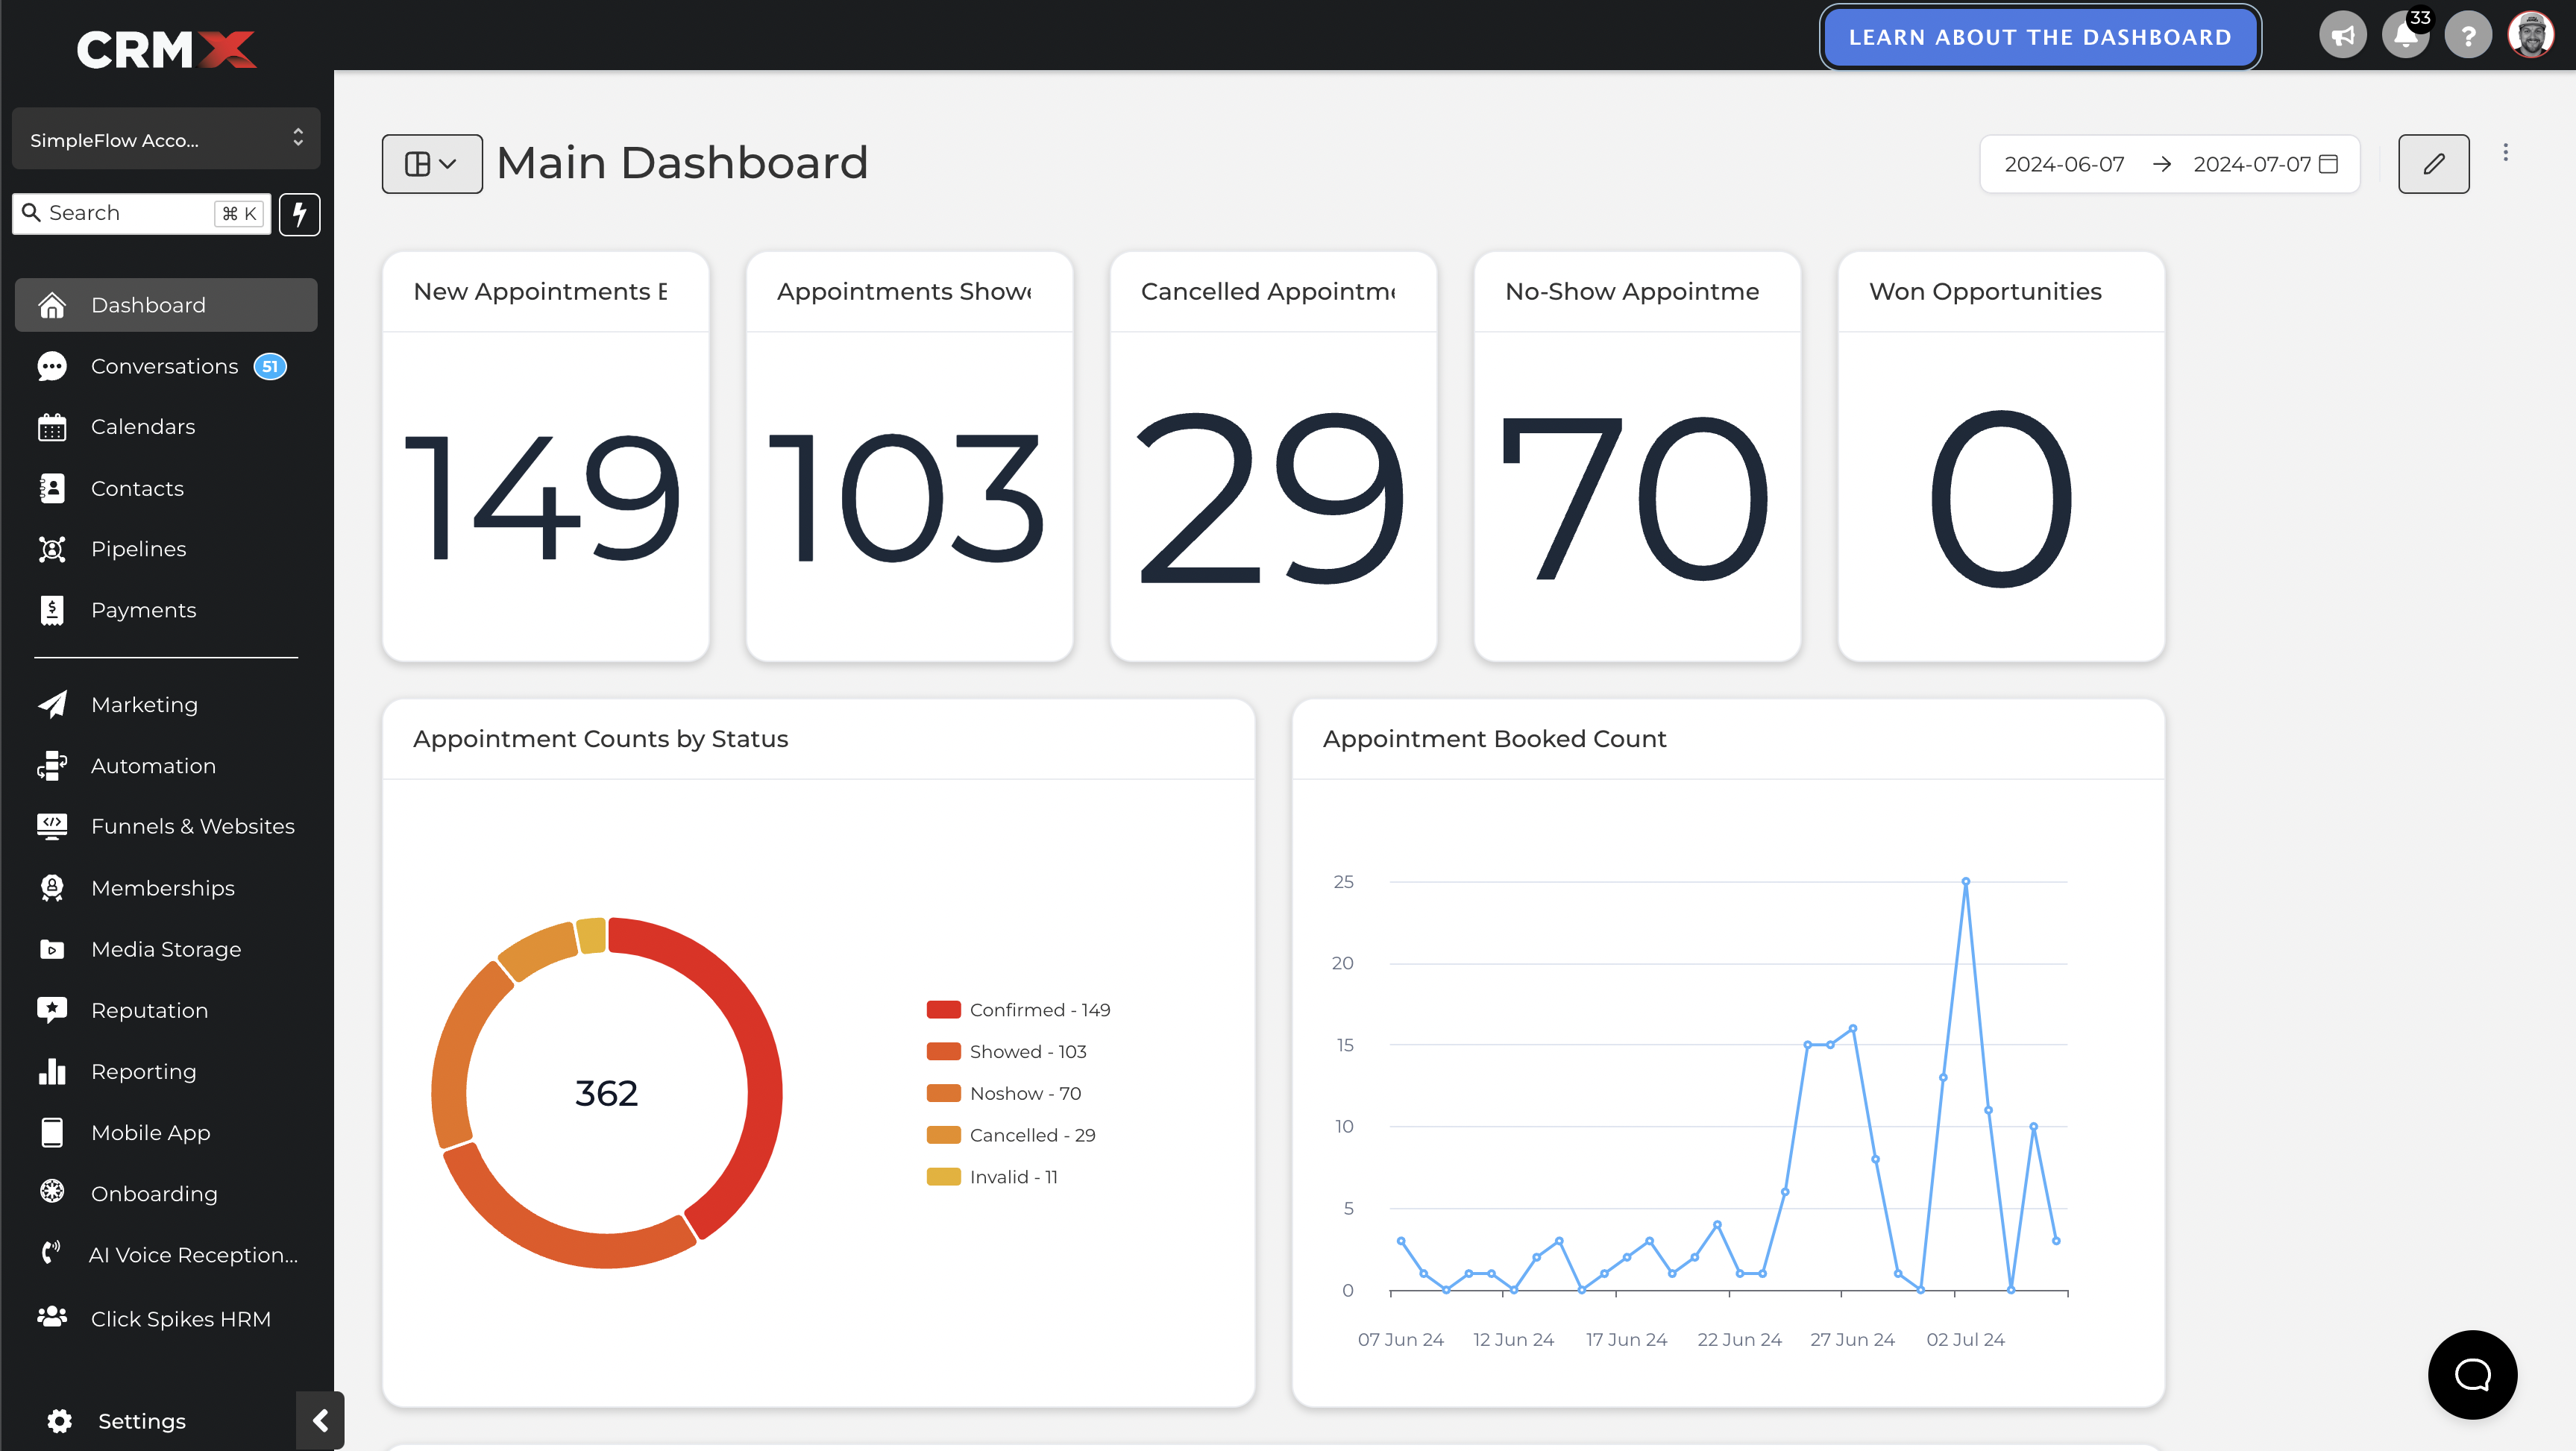 CRMX
LEARN ABOUT THE DASHBOARD
33
?
SimpleFlow Acco...
Search
⌘ K
Dashboard
Conversations 51
Calendars
Contacts
Pipelines
Payments
Marketing
Automation
Funnels & Websites
Memberships
Media Storage
Reputation
Reporting
Mobile App
Onboarding
AI Voice Reception...
Click Spikes HRM
Settings
Main Dashboard
2024-06-07 → 2024-07-07
New Appointments B
149
Appointments Showe
103
Cancelled Appointme
29
No-Show Appointme
70
Won Opportunities
0
Appointment Counts by Status
362
Confirmed - 149
Showed - 103
Noshow - 70
Cancelled - 29
Invalid - 11
Appointment Booked Count
25
20
15
10
5
0
07 Jun 24 12 Jun 24 17 Jun 24 22 Jun 24 27 Jun 24 02 Jul 24